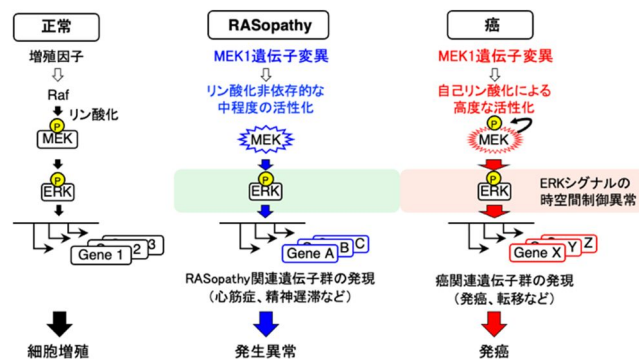 正常
増殖因子
Raf
リン酸化
P
MEK
P
ERK
Gene 1
2
3
細胞増殖
RASopathy
MEK1遺伝子変異
リン酸化非依存的な
中程度の活性化
MEK
P
ERK
Gene A
B
C
RASopathy関連遺伝子群の発現
(心筋症、精神遅滞など)
発生異常
癌
MEK1遺伝子変異
自己リン酸化による
高度な活性化
P
MEK
P
ERK
ERKシグナルの
時空間制御異常
Gene X
Y
Z
癌関連遺伝子群の発現
(発癌、転移など)
発癌